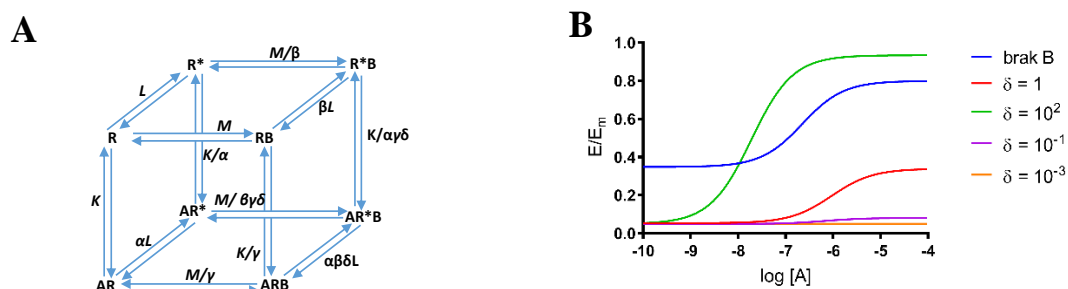 A
R*
M/β
R*B
L
βL
R
M
RB
K/α
K/αγδ
K
AR*
M/ βγδ
AR*B
αL
K/γ
αβδL
AR
M/γ
ARB
B
E/Em
1.0
0.8
0.6
0.4
0.2
0.0
-10 -9 -8 -7 -6 -5 -4
log [A]
brak B
δ = 1
δ = 10²
δ = 10⁻¹
δ = 10⁻³